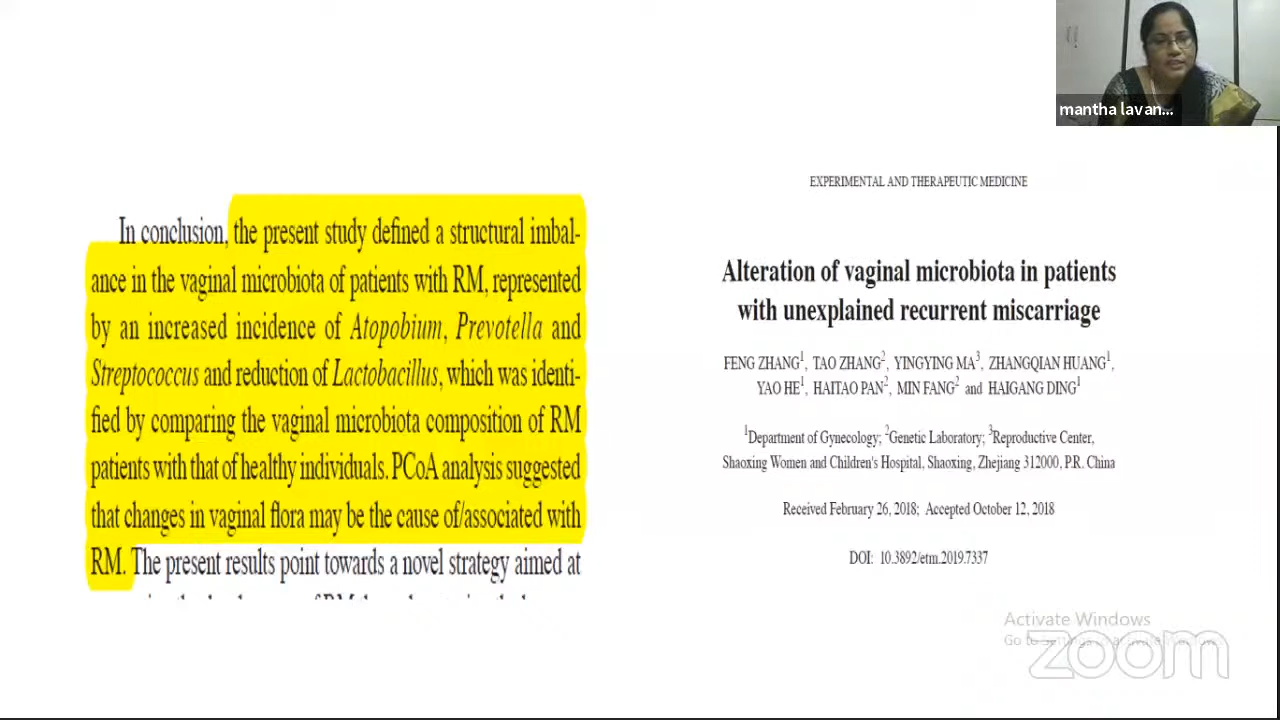 mantha lavan...
In conclusion, the present study defined a structural imbal-
ance in the vaginal microbiota of patients with RM, represented
by an increased incidence of Atopobium, Prevotella and
Streptococcus and reduction of Lactobacillus, which was identi-
fied by comparing the vaginal microbiota composition of RM
patients with that of healthy individuals. PCoA analysis suggested
that changes in vaginal flora may be the cause of/associated with
RM. The present results point towards a novel strategy aimed at
EXPERIMENTAL AND THERAPEUTIC MEDICINE
Alteration of vaginal microbiota in patients
with unexplained recurrent miscarriage
FENG ZHANG1, TAO ZHANG2, YINGYING MA3, ZHANGQIAN HUANG1,
YAO HE1, HAITAO PAN2, MIN FANG2 and HAIGANG DING1
1Department of Gynecology; 2Genetic Laboratory; 3Reproductive Center,
Shaoxing Women and Children's Hospital, Shaoxing, Zhejiang 312000, P.R. China
Received February 26, 2018; Accepted October 12, 2018
DOI: 10.3892/etm.2019.7337
Activate Windows
Go to Settings to activate Windows.
zoom